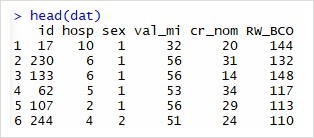 > head(dat)
id hosp sex val_mi cr_nom RW_BCO
1 17 10 1 32 20 144
2 230 6 1 56 31 132
3 133 6 1 56 14 148
4 62 5 1 53 34 117
5 107 2 1 56 29 113
6 244 4 2 51 24 110